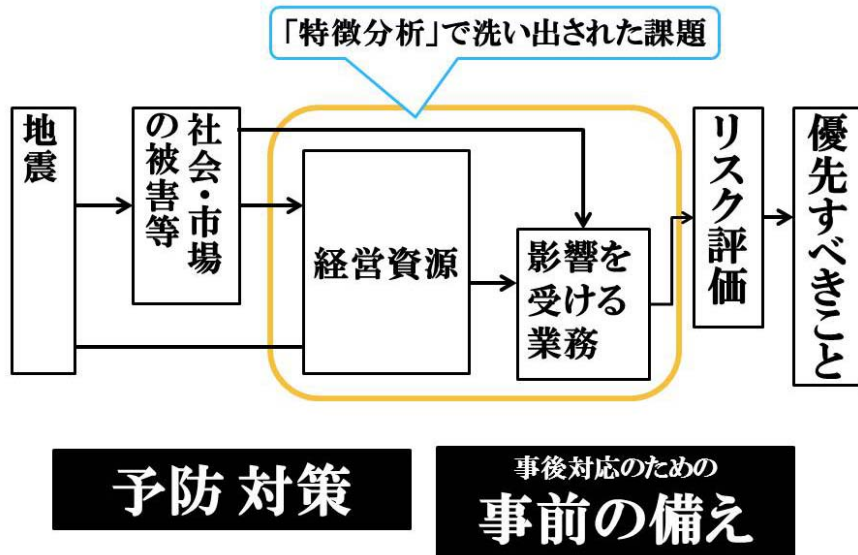 「特徴分析」で洗い出された課題
地震
社会・市場
の被害等
経営資源
影響を
受ける
業務
リスク評価
優先すべきこと
予防 対策
事後対応のための
事前の備え